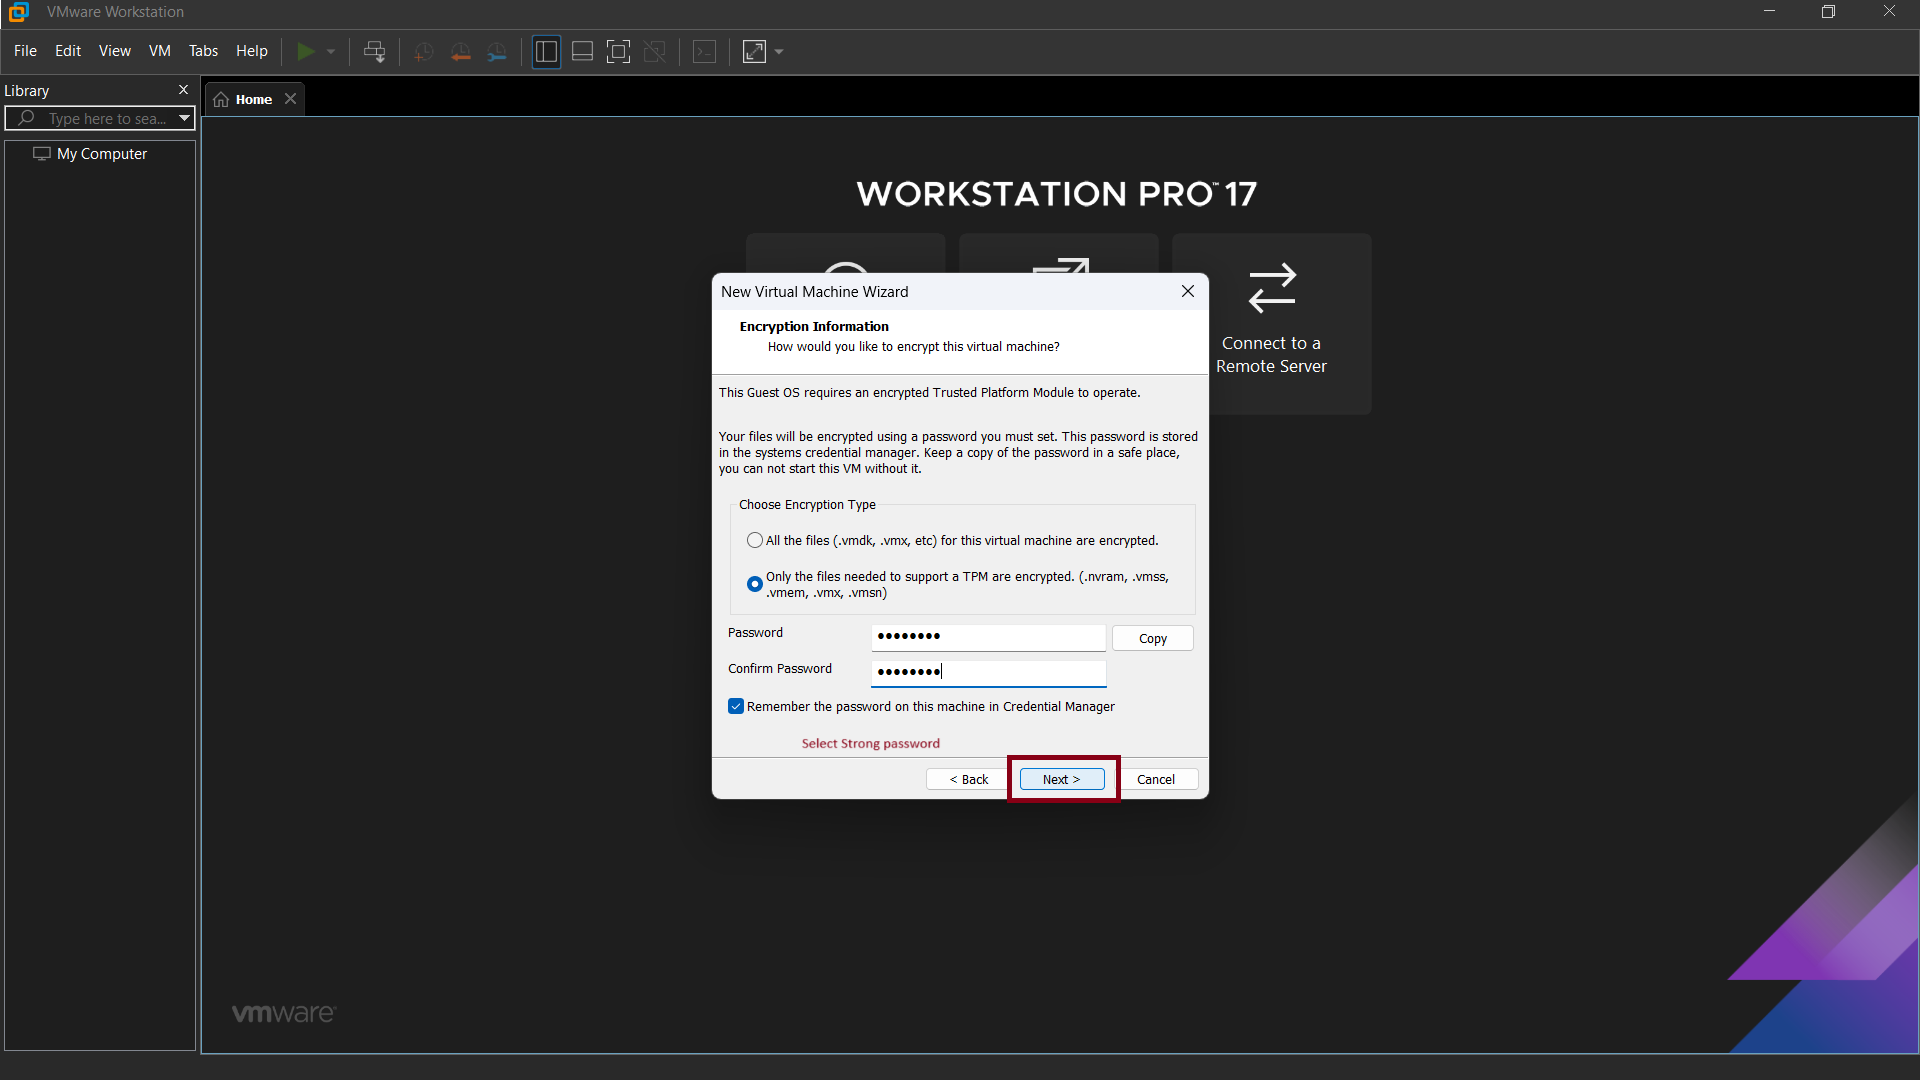 VMware Workstation
File Edit View VM Tabs Help
Library
Type here to sea...
My Computer
Home
WORKSTATION PRO™ 17
Connect to a
Remote Server
New Virtual Machine Wizard
Encryption Information
How would you like to encrypt this virtual machine?
This Guest OS requires an encrypted Trusted Platform Module to operate.
Your files will be encrypted using a password you must set. This password is stored
in the systems credential manager. Keep a copy of the password in a safe place,
you can not start this VM without it.
Choose Encryption Type
All the files (.vmdk, .vmx, etc) for this virtual machine are encrypted.
Only the files needed to support a TPM are encrypted. (.nvram, .vmss,
.vmem, .vmx, .vmsn)
Password ●●●●●●●● Copy
Confirm Password ●●●●●●●●
Remember the password on this machine in Credential Manager
Select Strong password
< Back Next > Cancel
vmware